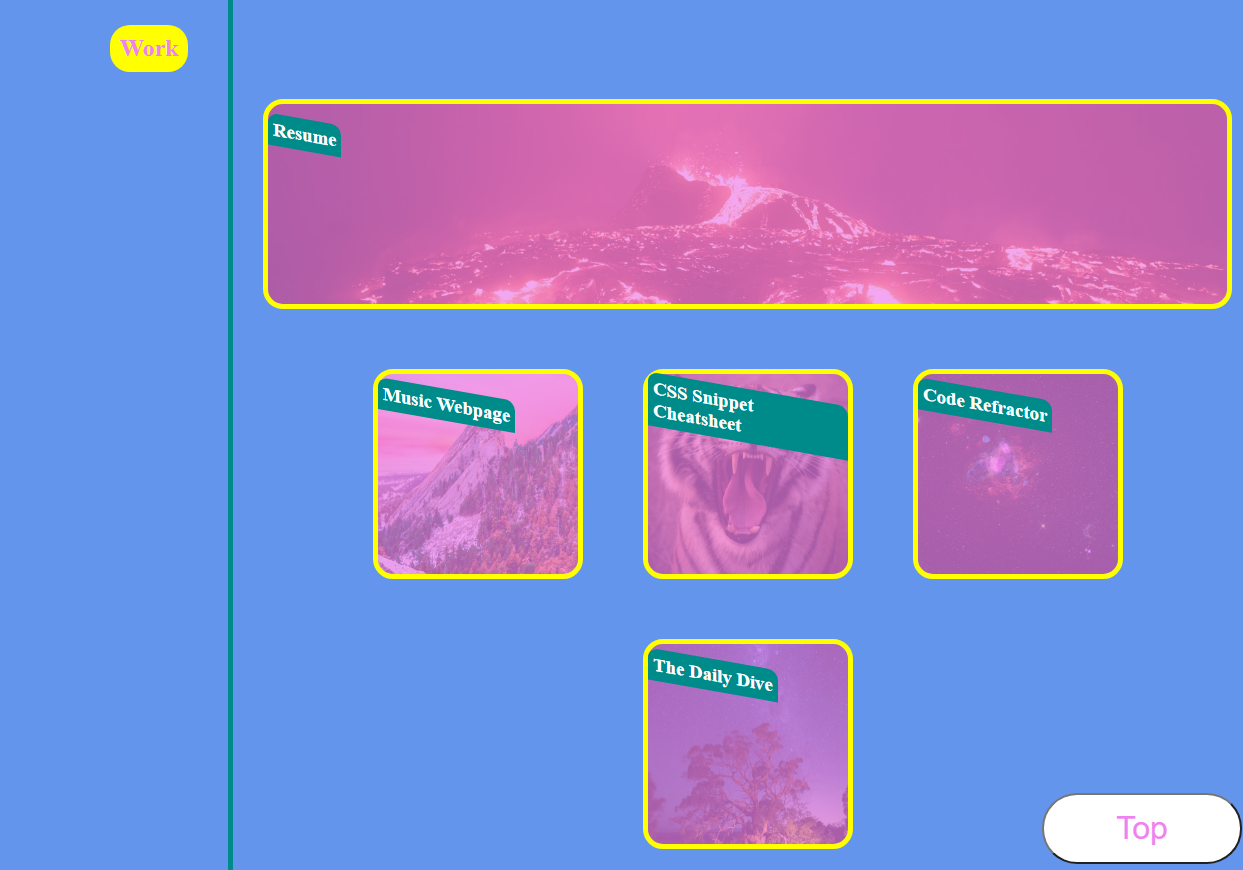 Work
Resume
Music Webpage
CSS Snippet
Cheatsheet
Code Refractor
The Daily Dive
Top